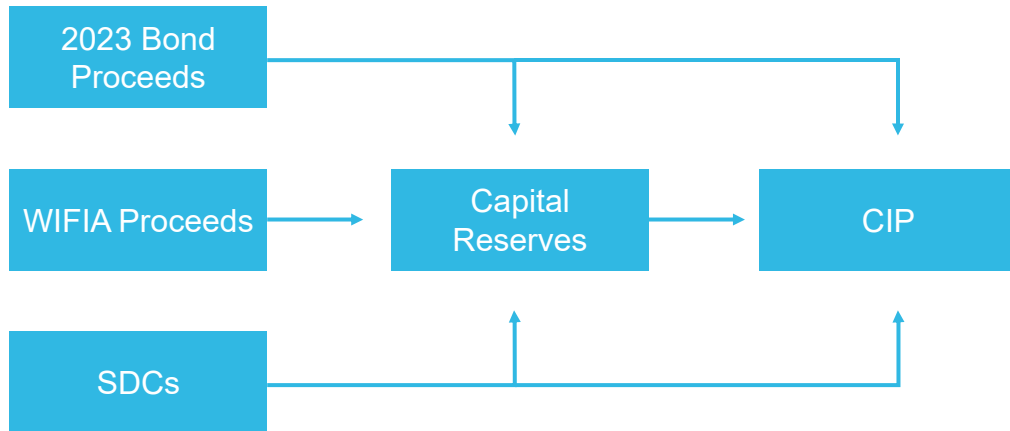 2023 Bond
Proceeds
WIFIA Proceeds
Capital
Reserves
CIP
SDCs